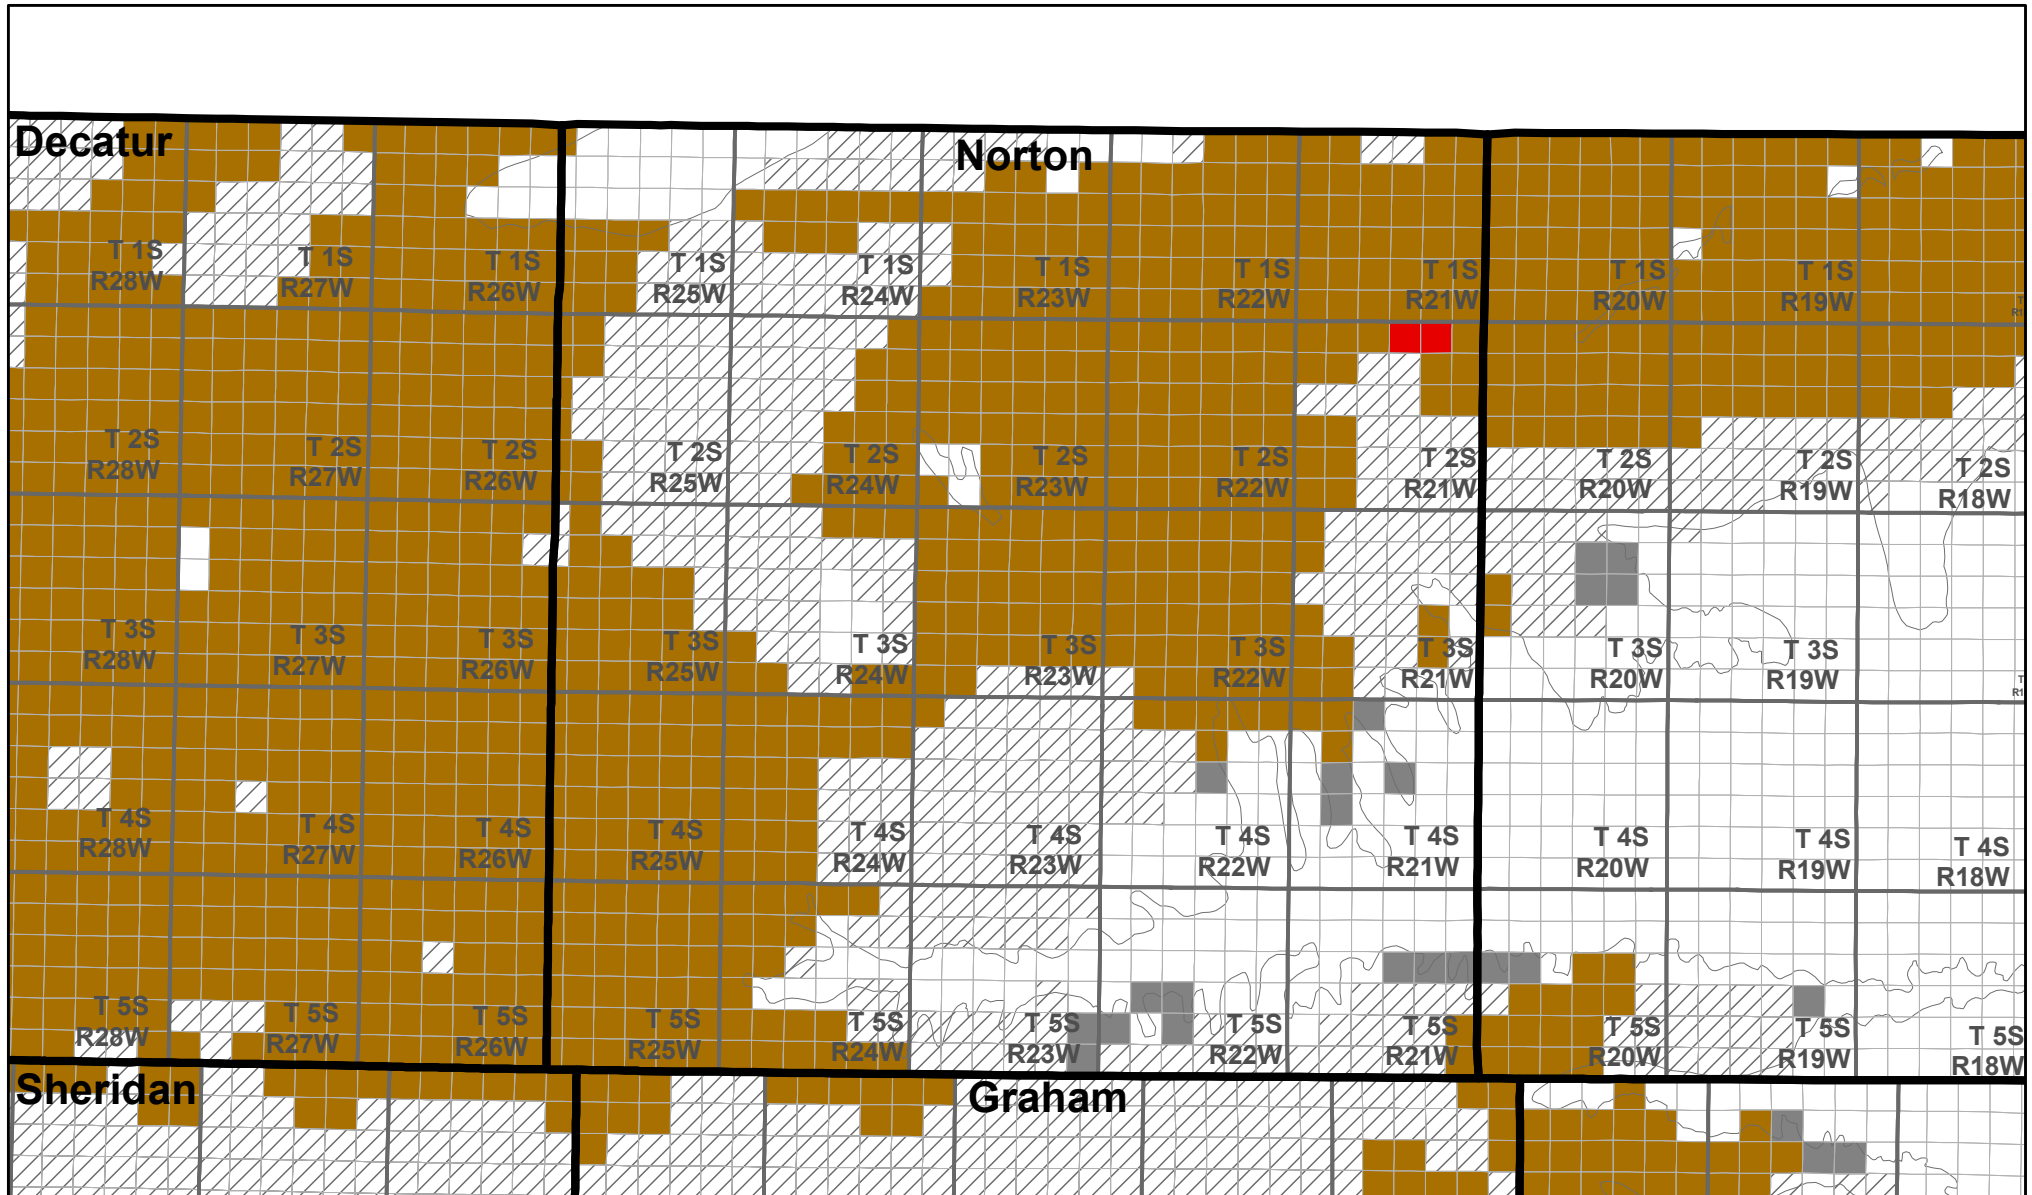 Decatur
Norton
T 1S
R28W
T 1S
R27W
T 1S
R26W
T 1S
R25W
T 1S
R24W
T 1S
R23W
T 1S
R22W
T 1S
R21W
T 1S
R20W
T 1S
R19W
T 2S
R28W
T 2S
R27W
T 2S
R26W
T 2S
R25W
T 2S
R24W
T 2S
R23W
T 2S
R22W
T 2S
R21W
T 2S
R20W
T 2S
R19W
T 2S
R18W
T 3S
R28W
T 3S
R27W
T 3S
R26W
T 3S
R25W
T 3S
R24W
T 3S
R23W
T 3S
R22W
T 3S
R21W
T 3S
R20W
T 3S
R19W
T 4S
R28W
T 4S
R27W
T 4S
R26W
T 4S
R25W
T 4S
R24W
T 4S
R23W
T 4S
R22W
T 4S
R21W
T 4S
R20W
T 4S
R19W
T 4S
R18W
T 5S
R28W
T 5S
R27W
T 5S
R26W
T 5S
R25W
T 5S
R24W
T 5S
R23W
T 5S
R22W
T 5S
R21W
T 5S
R20W
T 5S
R19W
T 5S
R18W
Sheridan
Graham